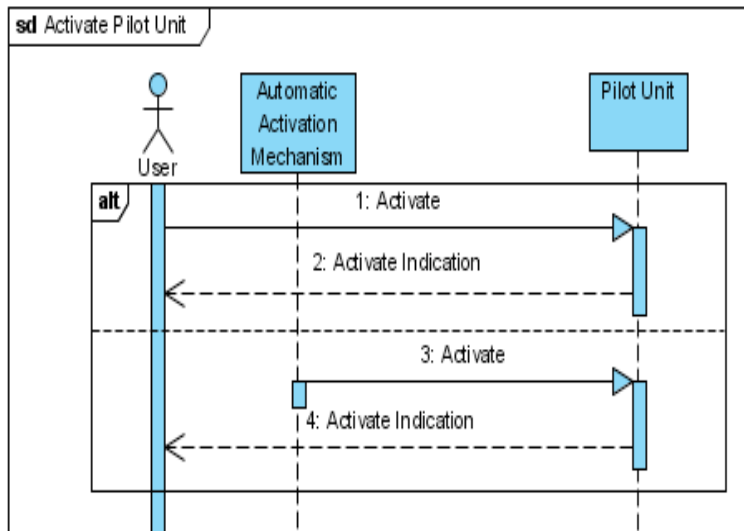 sd Activate Pilot Unit
User
Automatic
Activation
Mechanism
Pilot Unit
alt
1: Activate
2: Activate Indication
3: Activate
4: Activate Indication